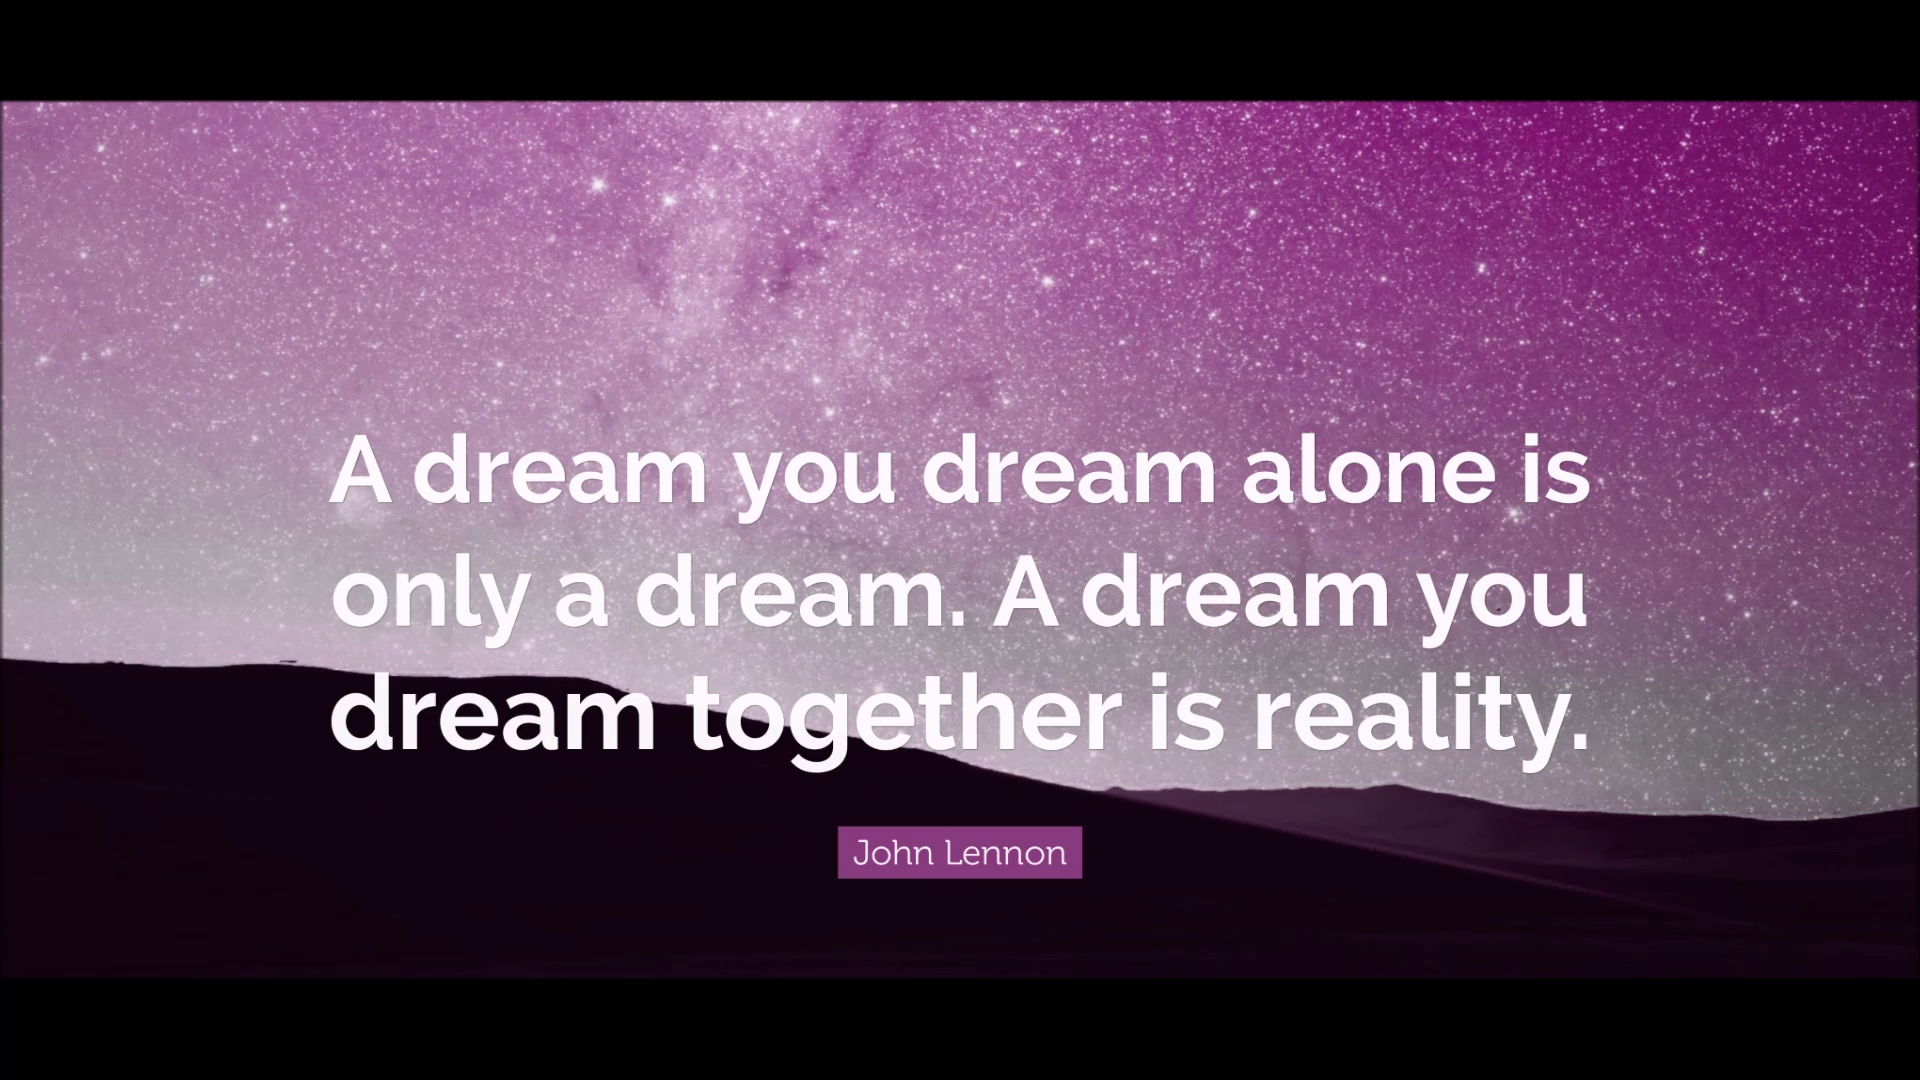 A dream you dream alone is
only a dream. A dream you
dream together is reality.
John Lennon